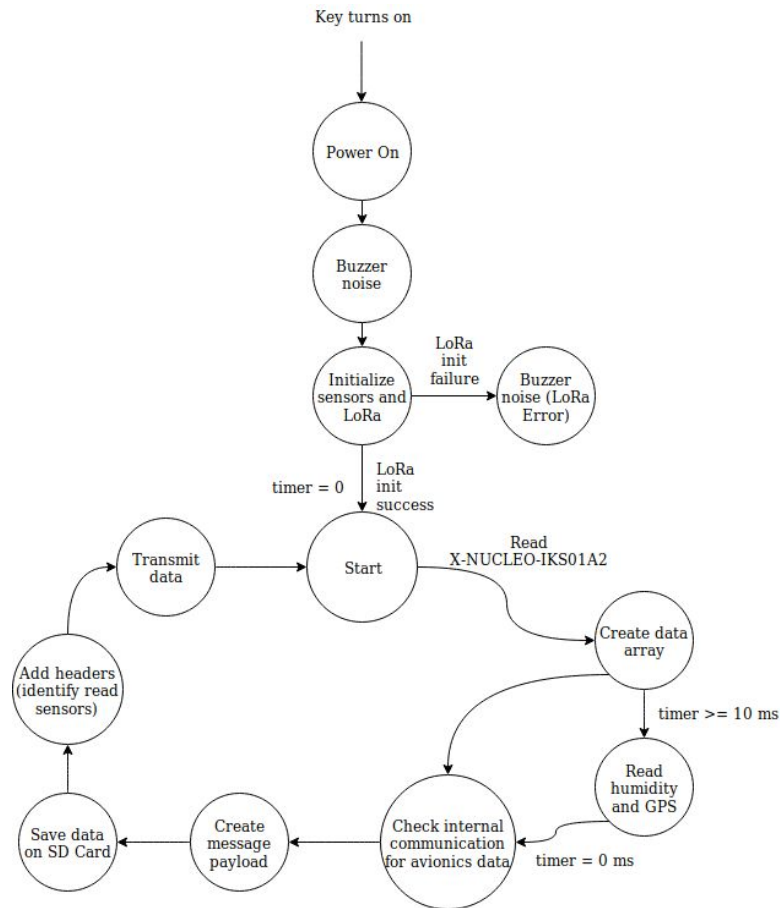 Key turns on
Power On
Buzzer
noise
Initialize
sensors and
LoRa
LoRa
init
failure
Buzzer
noise (LoRa
Error)
timer = 0
LoRa
init
success
Transmit
data
Start
Read
X-NUCLEO-IKS01A2
Create data
array
Add headers
(identify read
sensors)
timer >= 10 ms
Read
humidity
and GPS
Save data
on SD Card
Create
message
payload
Check internal
communication
for avionics data
timer = 0 ms